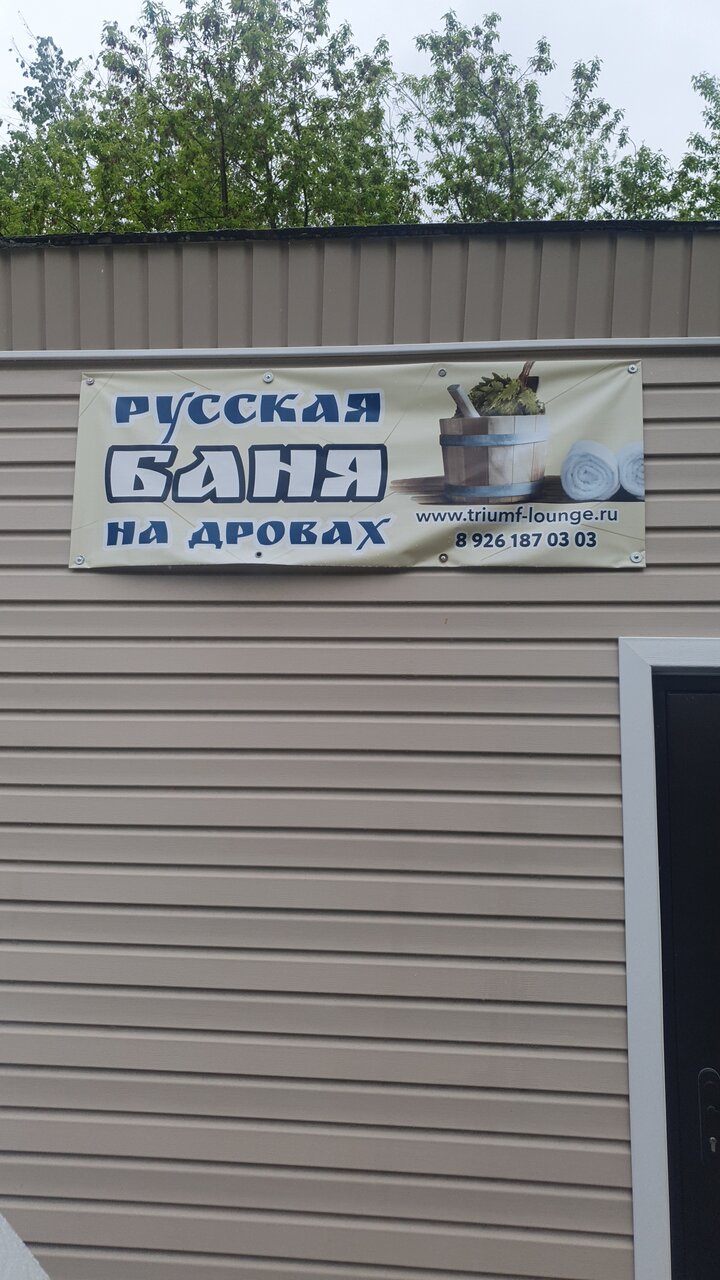 РУССКАЯ
БАНЯ
НА ДРОВАХ
www.triumf-lounge.ru
8 926 187 03 03